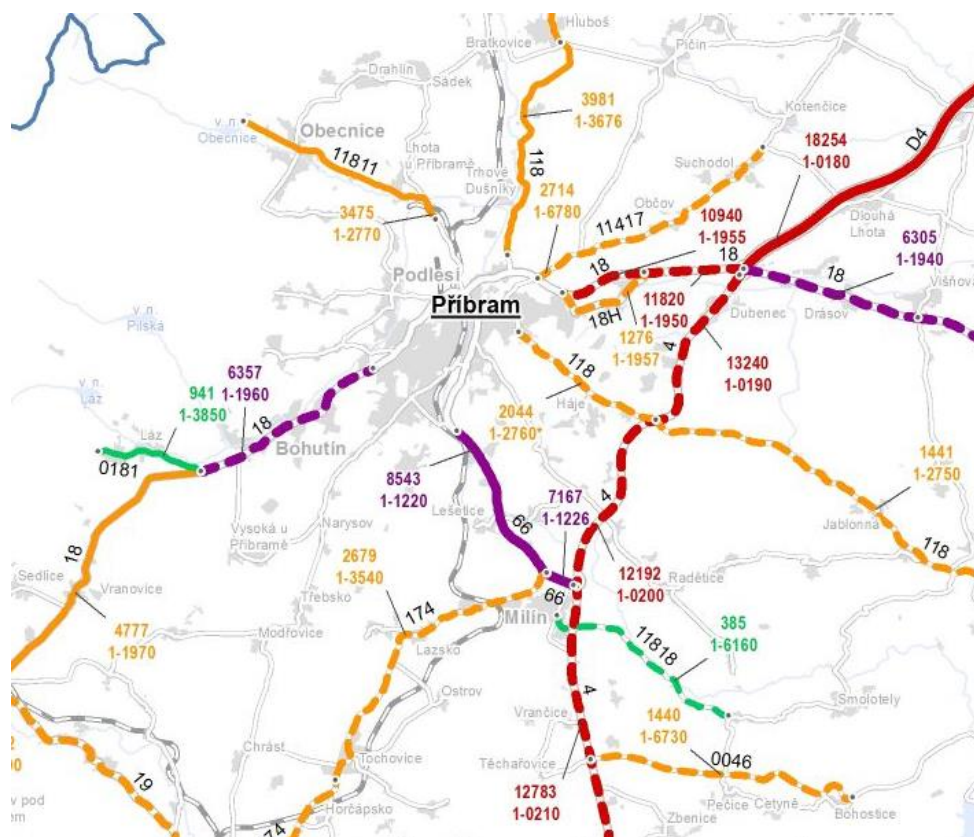 Hluboš
Bratkovice
Pičín
Drahlín
Sádek
v. n.
Obecnice
Obecnice
3981
1-3676
Kotenčice
18254
1-0180
D4
11811
Lhota
u Příbramě
118
Suchodol
Trhové
Dušníky
2714
1-6780
Občov
10940
1-1955
Dlouhá
Lhota
3475
1-2770
11417
6305
1-1940
Podlesí
18
18
18
Višňová
Příbram
11820
1-1950
Dubenec
Drásov
18H
1276
1-1957
v. n.
Pilská
118
4
13240
1-0190
v. n.
Láz
941
1-3850
6357
1-1960
2044
1-2760*
Háje
18
Láz
Bohutín
0181
1441
1-2750
8543
1-1220
7167
1-1226
4
Lešetice
66
Jablonná
Vysoká u
Příbramě
Narysov
118
18
2679
1-3540
12192
1-0200
Radětice
Sedlice
Vranovice
Třebsko
66
174
Milín
385
1-6160
4777
1-1970
Modřovice
Lazsko
11818
Ostrov
4
Smolotely
Vrančice
1440
1-6730
Chrást
Tochovice
Těchařovice
0046
19
Horčápsko
12783
1-0210
Pečice
Cetyně
Bohostice
v pod
em
74
Zbenice